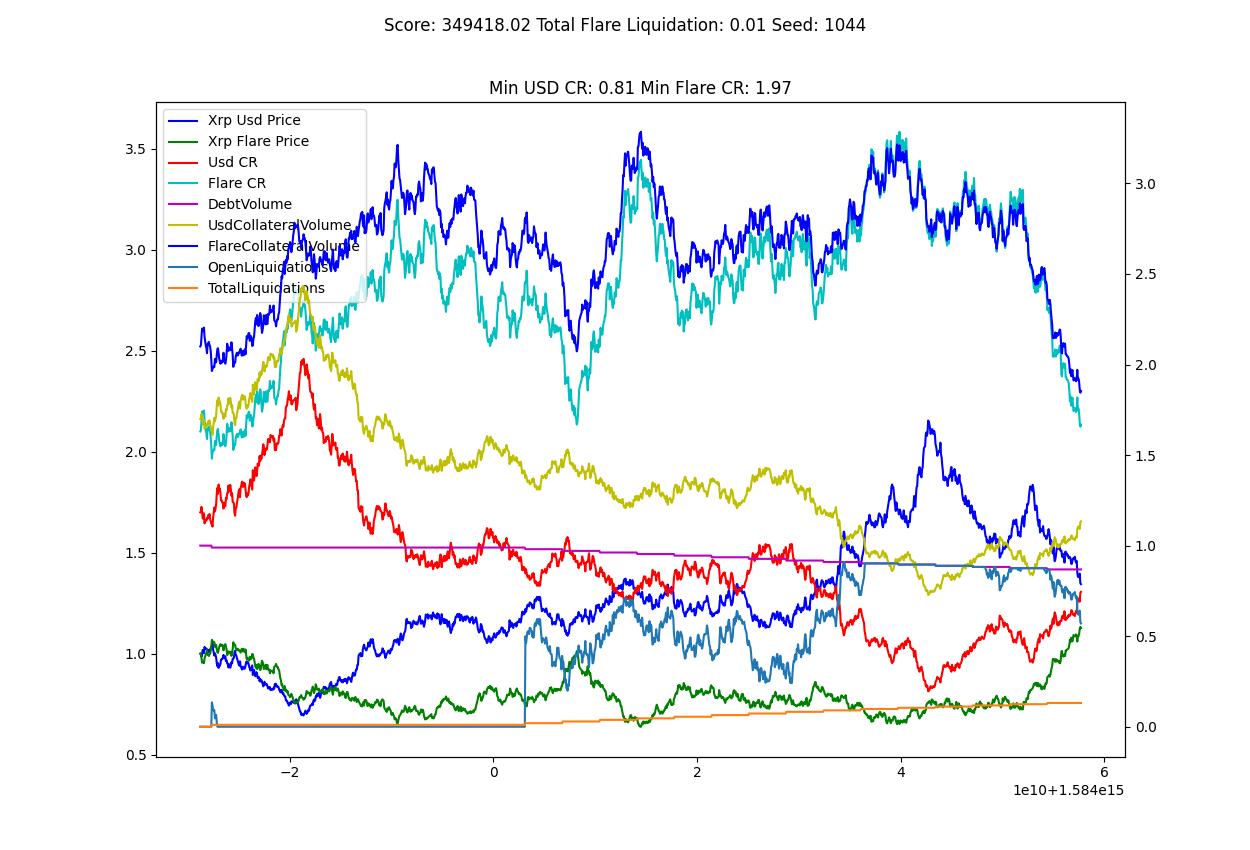 Score: 349418.02 Total Flare Liquidation: 0.01 Seed: 1044
Min USD CR: 0.81 Min Flare CR: 1.97
Xrp Usd Price
Xrp Flare Price
Usd CR
Flare CR
DebtVolume
UsdCollateralVolume
FlareCollateralVolume
OpenLiquidations
TotalLiquidations
3.5
3.0
2.5
2.0
1.5
1.0
0.5
3.0
2.5
2.0
1.5
1.0
0.5
0.0
−2
0
2
4
6
1e10+1.584e15